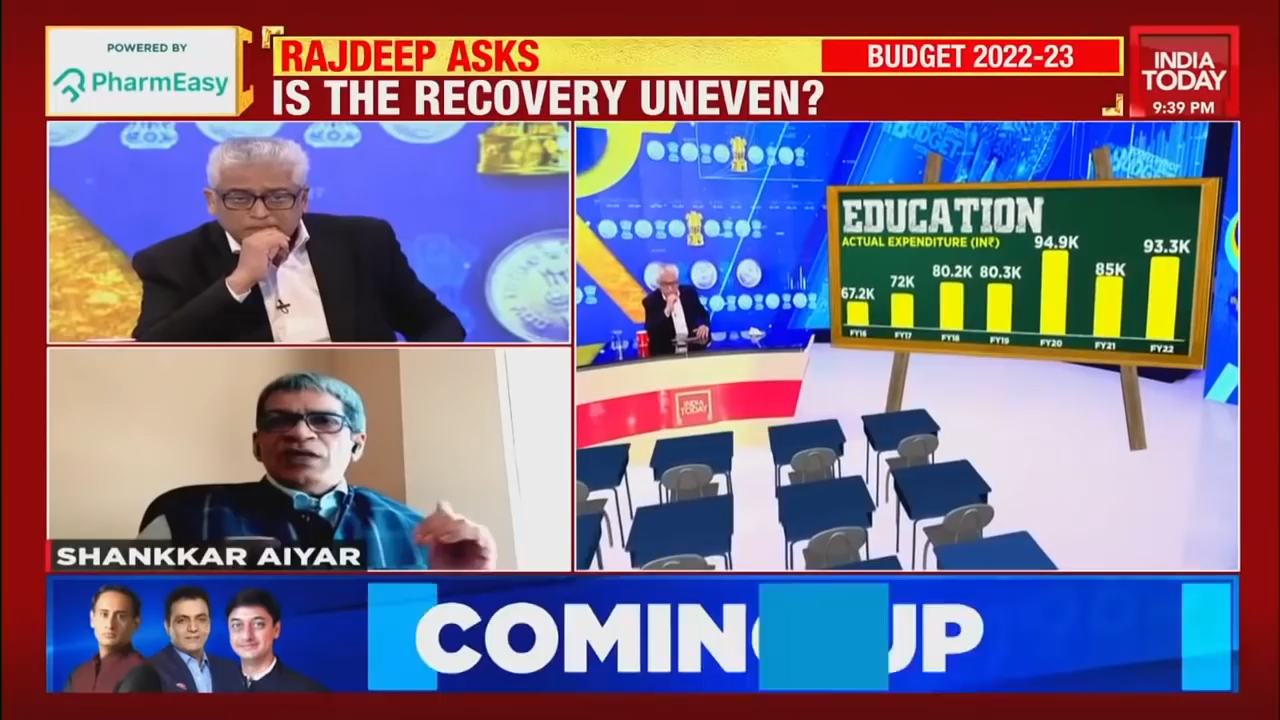 POWERED BY
PharmEasy
RAJDEEP ASKS
BUDGET 2022-23
IS THE RECOVERY UNEVEN?
INDIA
TODAY
9:39 PM
EDUCATION
ACTUAL EXPENDITURE (IN₹)
67.2K 72K 80.2K 80.3K 94.9K 85K 93.3K
FY16 FY17 FY18 FY19 FY20 FY21 FY22
INDIA
TODAY
SHANKKAR AIYAR